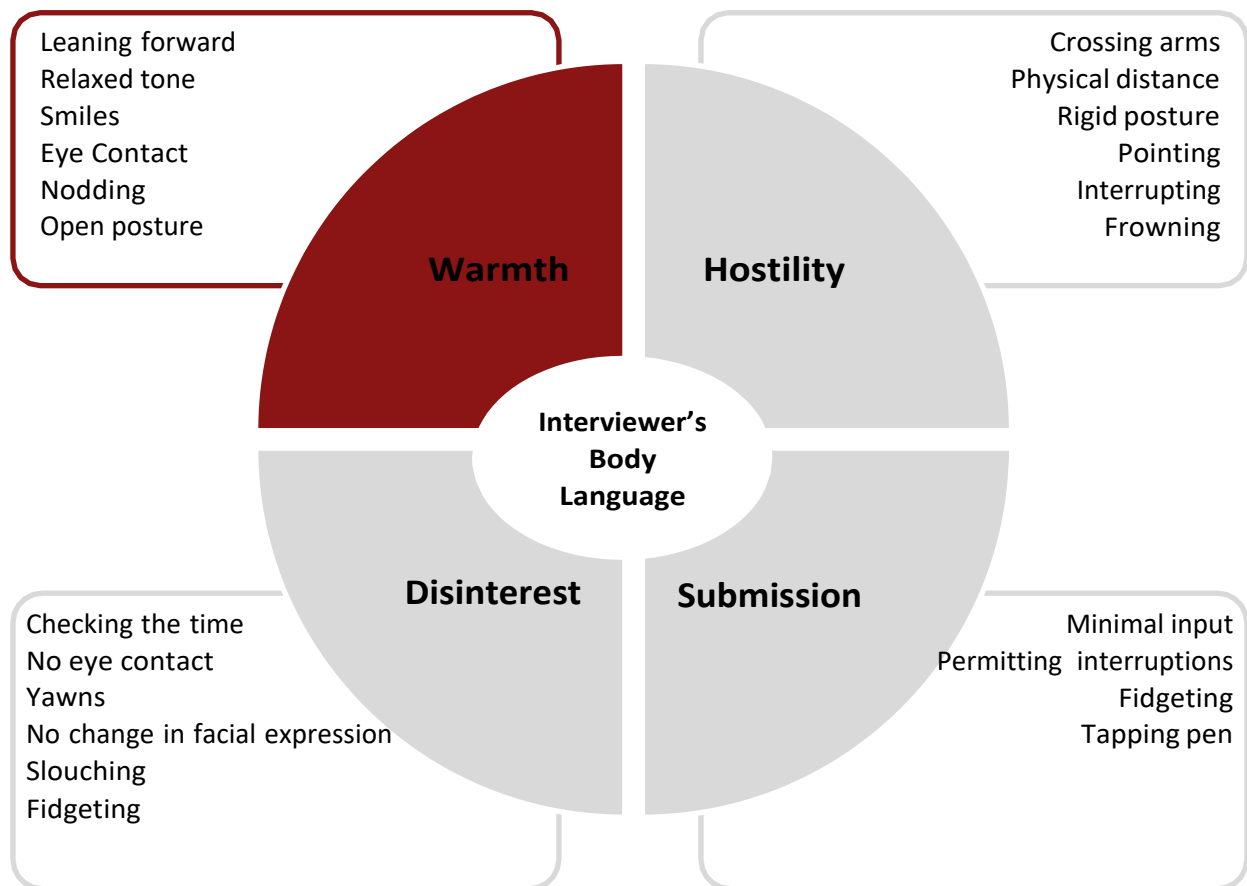 Leaning forward
Relaxed tone
Smiles
Eye Contact
Nodding
Open posture
Crossing arms
Physical distance
Rigid posture
Pointing
Interrupting
Frowning
Warmth
Hostility
Interviewer’s
Body
Language
Disinterest
Submission
Checking the time
No eye contact
Yawns
No change in facial expression
Slouching
Fidgeting
Minimal input
Permitting interruptions
Fidgeting
Tapping pen